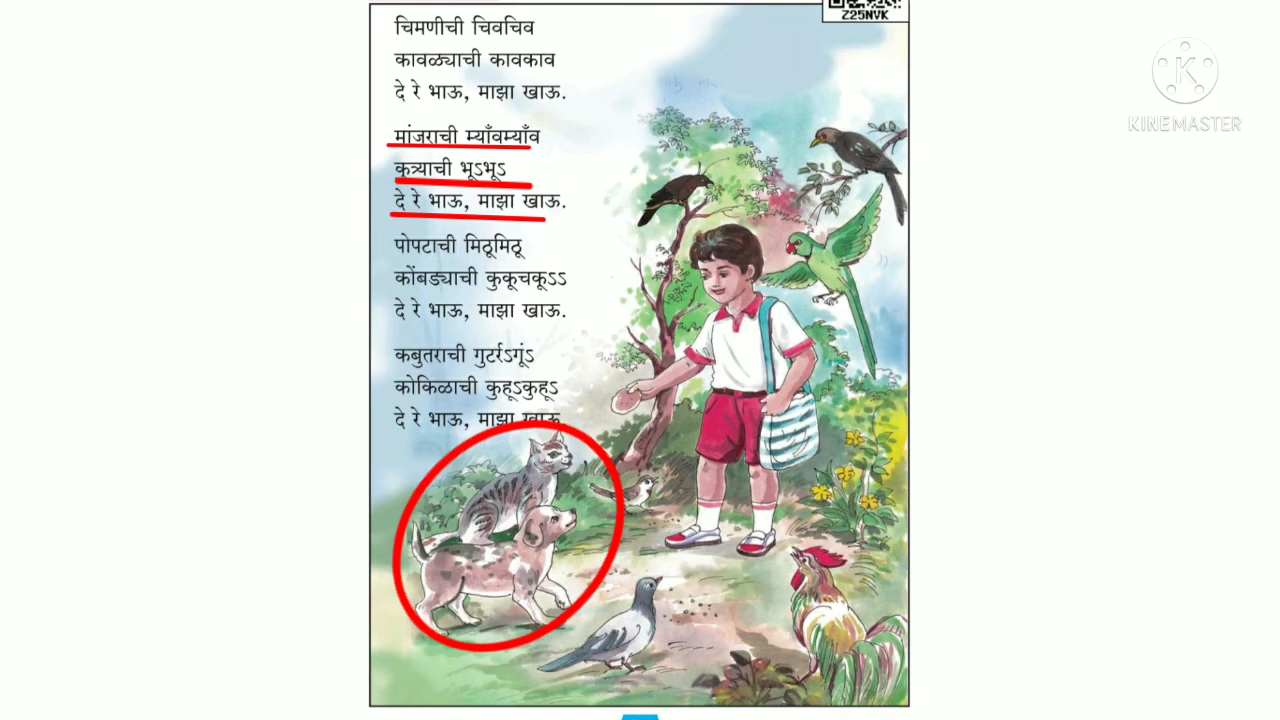 Z25NVK
चिमणीची चिवचिव
कावळ्याची कावकाव
दे रे भाऊ, माझा खाऊ.
मांजराची म्याँवम्याँव
कुत्र्याची भूऽभूऽ
दे रे भाऊ, माझा खाऊ.
पोपटाची मिठूमिठू
कोंबड्याची कुकूचकूऽऽ
दे रे भाऊ, माझा खाऊ.
कबुतराची गुटर्रऽगूंऽ
कोकिळाची कुहूऽकुहूऽ
दे रे भाऊ, माझा खाऊ.
K
KINEMASTER